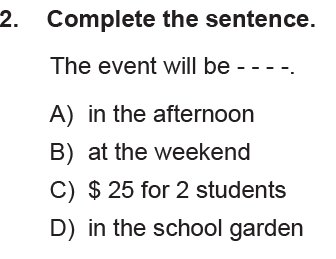 2. Complete the sentence.
The event will be - - - -.
A) in the afternoon
B) at the weekend
C) $ 25 for 2 students
D) in the school garden